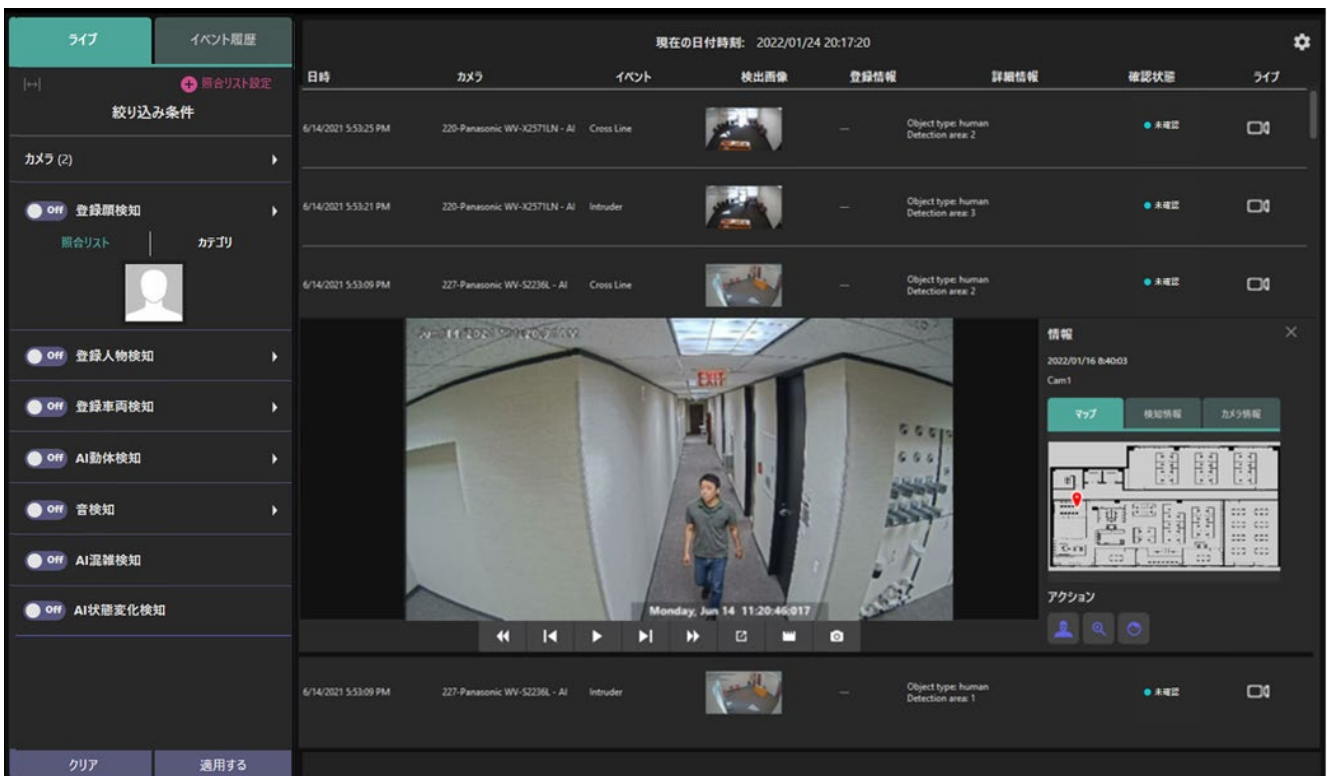 ライブ
イベント履歴
現在の日付時刻: 2022/01/24 20:17:20
照合リスト設定
絞り込み条件
カメラ (2)
Off 登録顔検知
照合リスト
カテゴリ
Off 登録人物検知
Off 登録車両検知
Off AI動体検知
Off 音検知
Off AI混雑検知
Off AI状態変化検知
クリア
適用する
日時 カメラ イベント 検出画像 登録情報 詳細情報 確認状態 ライブ
6/14/2021 5:53:25 PM 220-Panasonic WV-X2571LN - AI Cross Line — Object type: human 未確認
Detection area: 2
6/14/2021 5:53:21 PM 220-Panasonic WV-X2571LN - AI Intruder — Object type: human 未確認
Detection area: 3
6/14/2021 5:53:09 PM 227-Panasonic WV-S2236L - AI Cross Line — Object type: human 未確認
Detection area: 2
EXIT
Monday, Jun 14 11:20:46:017
情報
2022/01/16 8:40:03
Cam1
マップ
検知情報
カメラ情報
アクション
6/14/2021 5:53:09 PM 227-Panasonic WV-S2236L - AI Intruder — Object type: human 未確認
Detection area: 1